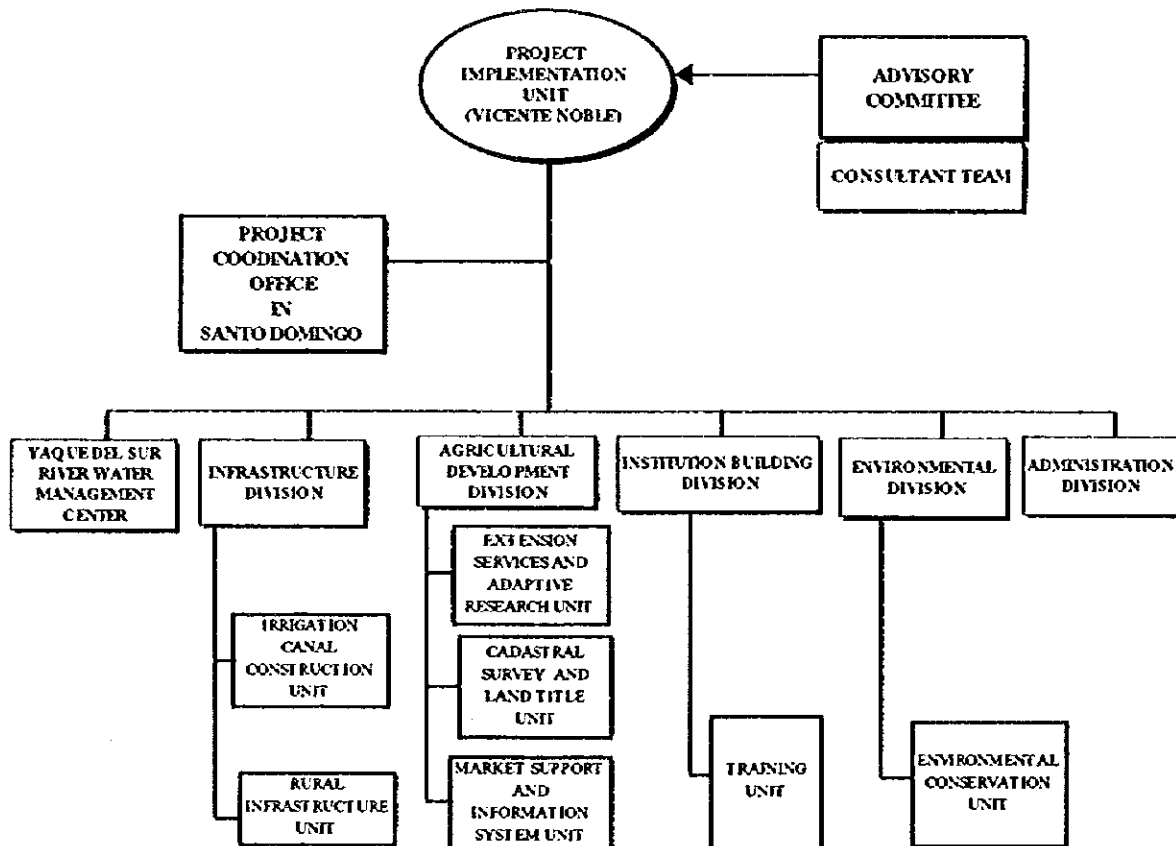 PROJECT
IMPLEMENTATION
UNIT
(VICENTE NOBLE)
ADVISORY
COMMITTEE
CONSULTANT TEAM
PROJECT
COODINATION
OFFICE
IN
SANTO DOMINGO
YAQUE DEL SUR
RIVER WATER
MANAGEMENT
CENTER
INFRASTRUCTURE
DIVISION
AGRICULTURAL
DEVELOPMENT
DIVISION
INSTITUTION BUILDING
DIVISION
ENVIRONMENTAL
DIVISION
ADMINISTRATION
DIVISION
EXTENSION
SERVICES AND
ADAPTIVE
RESEARCH UNIT
IRRIGATION
CANAL
CONSTRUCTION
UNIT
CADASTRAL
SURVEY AND
LAND TITLE
UNIT
RURAL
INFRASTRUCTURE
UNIT
MARKET SUPPORT
AND
INFORMATION
SYSTEM UNIT
TRAINING
UNIT
ENVIRONMENTAL
CONSERVATION
UNIT